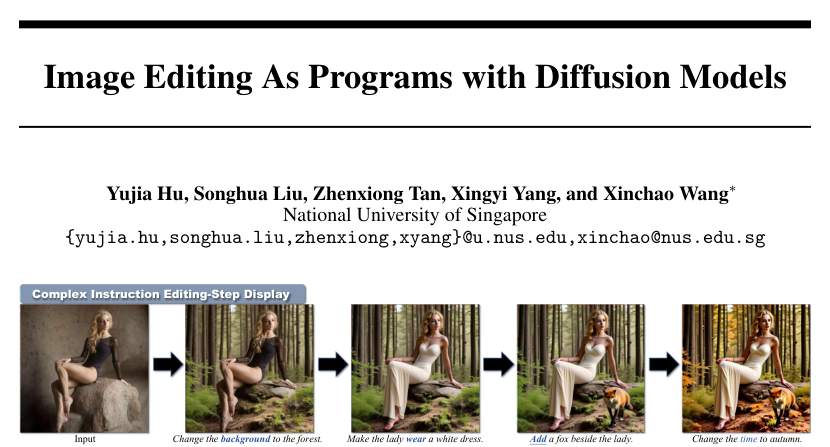 Image Editing As Programs with Diffusion Models
Yujia Hu, Songhua Liu, Zhenxiong Tan, Xingyi Yang, and Xinchao Wang*
National University of Singapore
{yujia.hu,songhua.liu,zhenxiong,xyang}@u.nus.edu,xinchao@nus.edu.sg
Complex Instruction Editing-Step Display
Input
Change the background to the forest.
Make the lady wear a white dress.
Add a fox beside the lady.
Change the time to autumn.